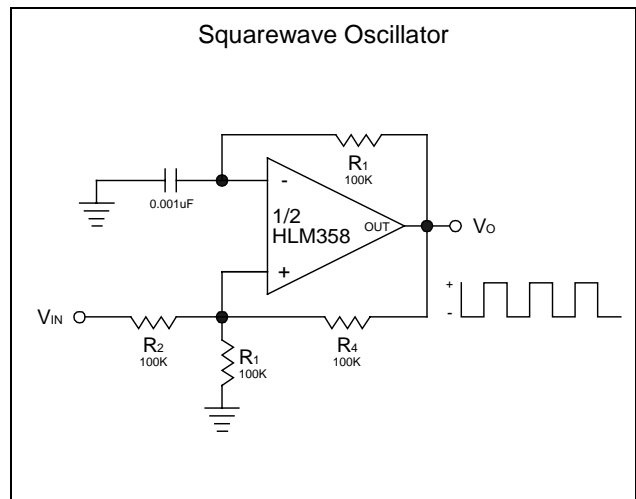 Squarewave Oscillator
R1
100K
0.001uF
-
1/2
HLM358
OUT
VO
+
VIN
R2
100K
R1
100K
R4
100K
+
-